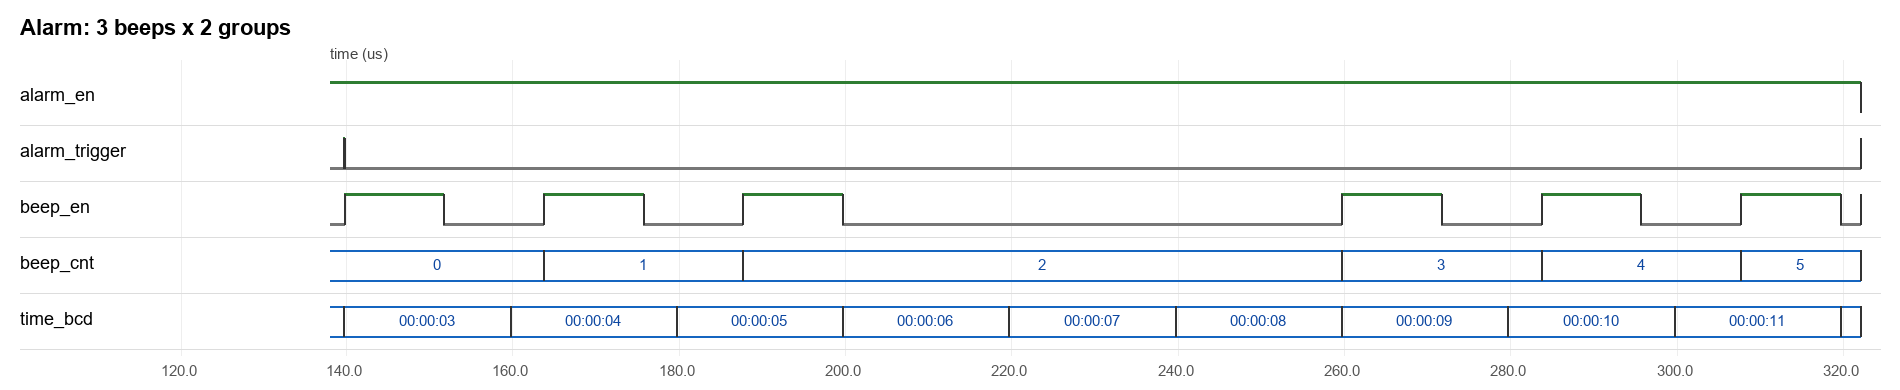 Alarm: 3 beeps x 2 groups
time (us)
alarm_en
alarm_trigger
beep_en
beep_cnt 0 1 2 3 4 5
time_bcd 00:00:03 00:00:04 00:00:05 00:00:06 00:00:07 00:00:08 00:00:09 00:00:10 00:00:11
120.0 140.0 160.0 180.0 200.0 220.0 240.0 260.0 280.0 300.0 320.0